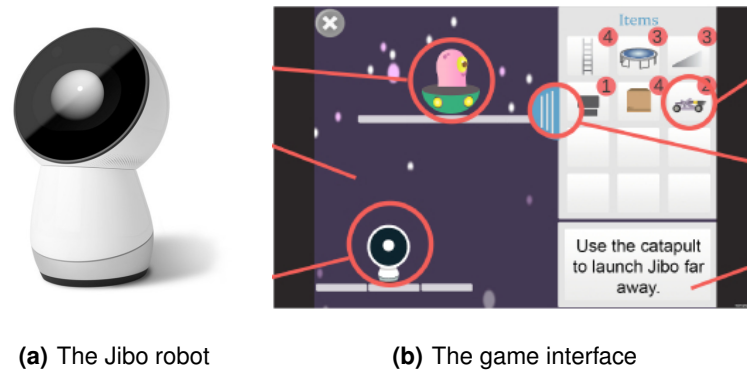 Items
4
3
3
1
4
2
Use the catapult
to launch Jibo far
away.
(a) The Jibo robot
(b) The game interface